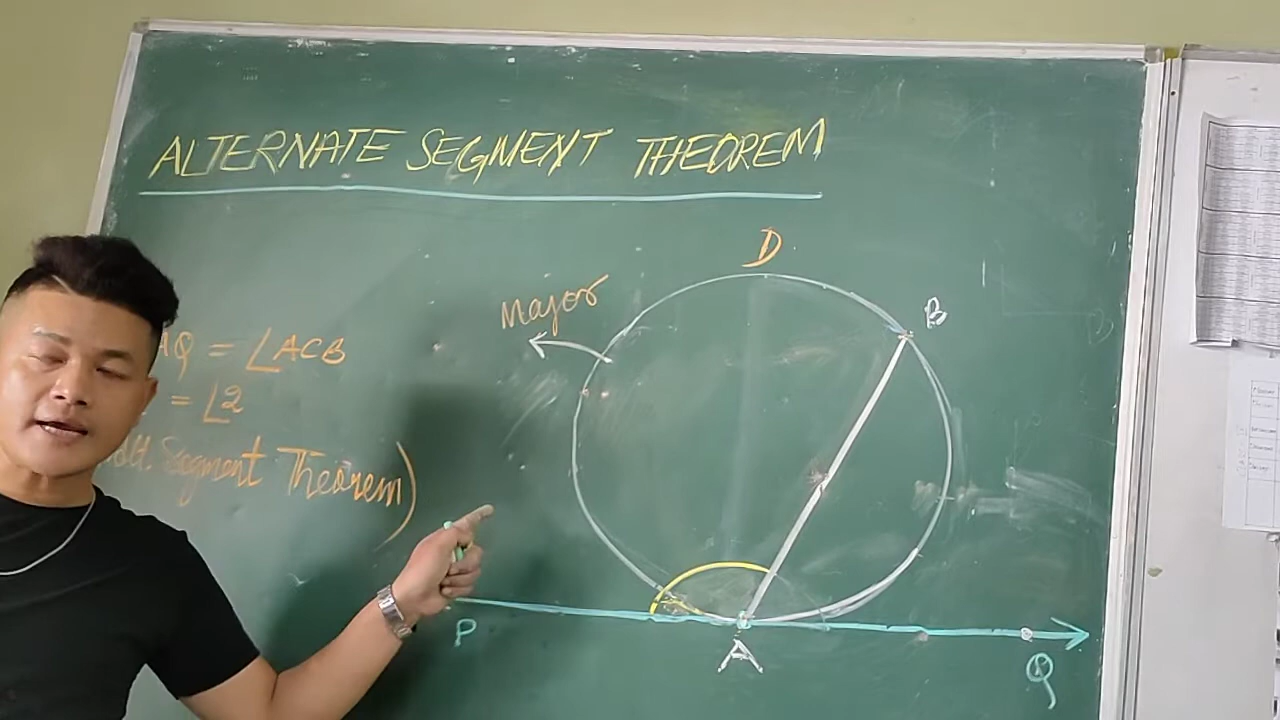 ALTERNATE SEGMENT THEOREM
D
Major
B
AQ = ∠ACB
= ∠2
Segment Theorem)
P
A
Q